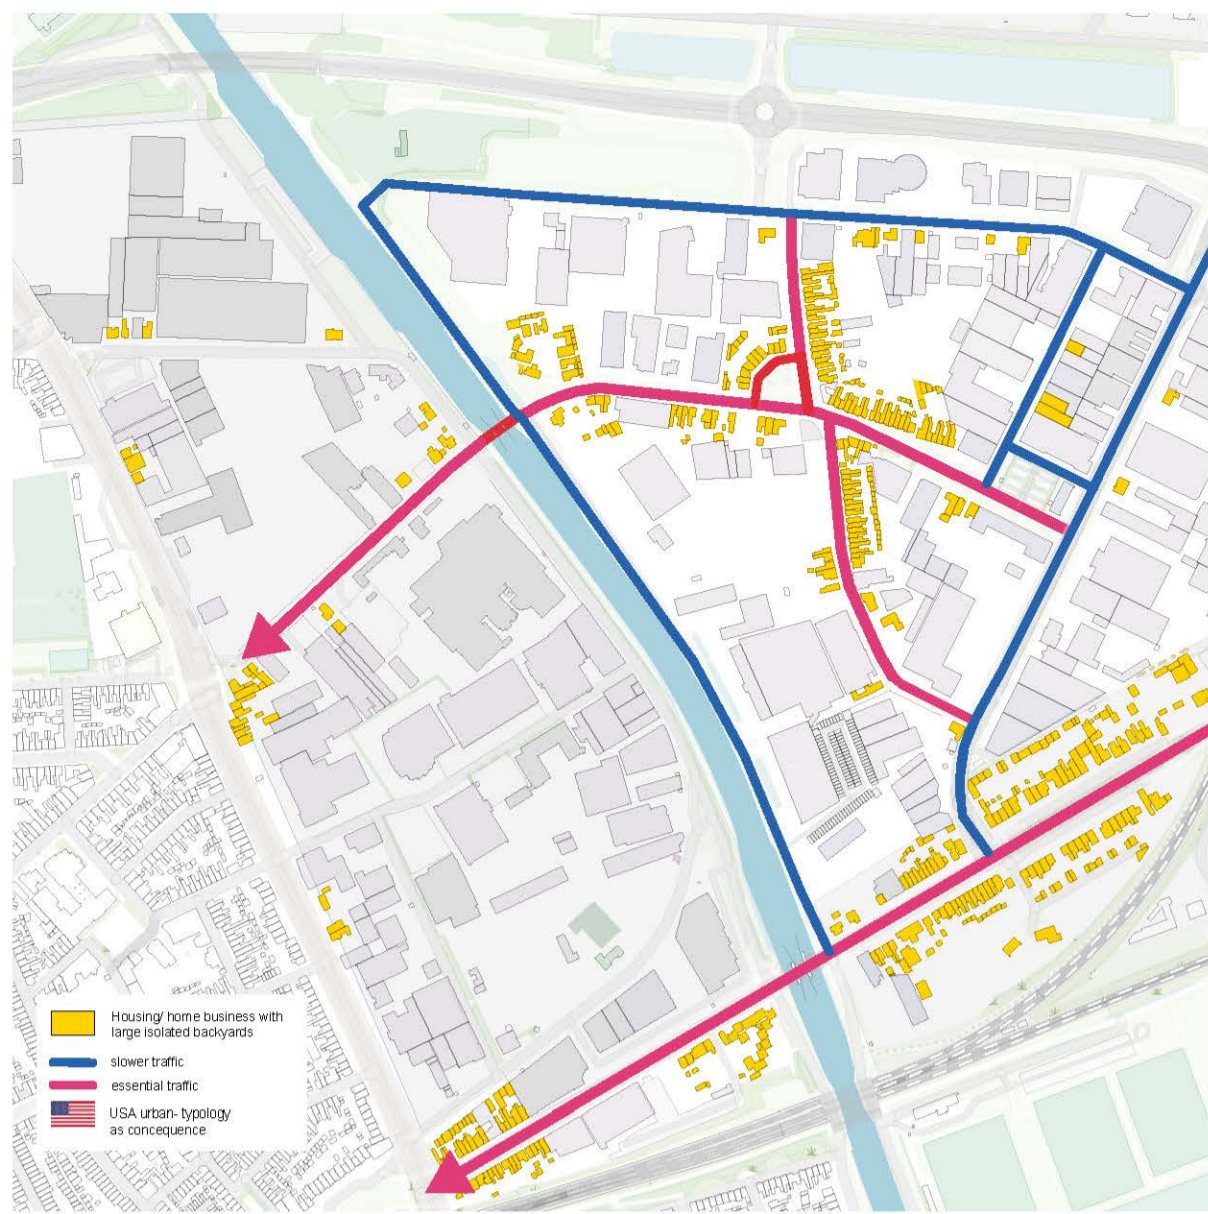 Housing/ home business with
large isolated backyards
slower traffic
essential traffic
USA urban- typology
as concequence